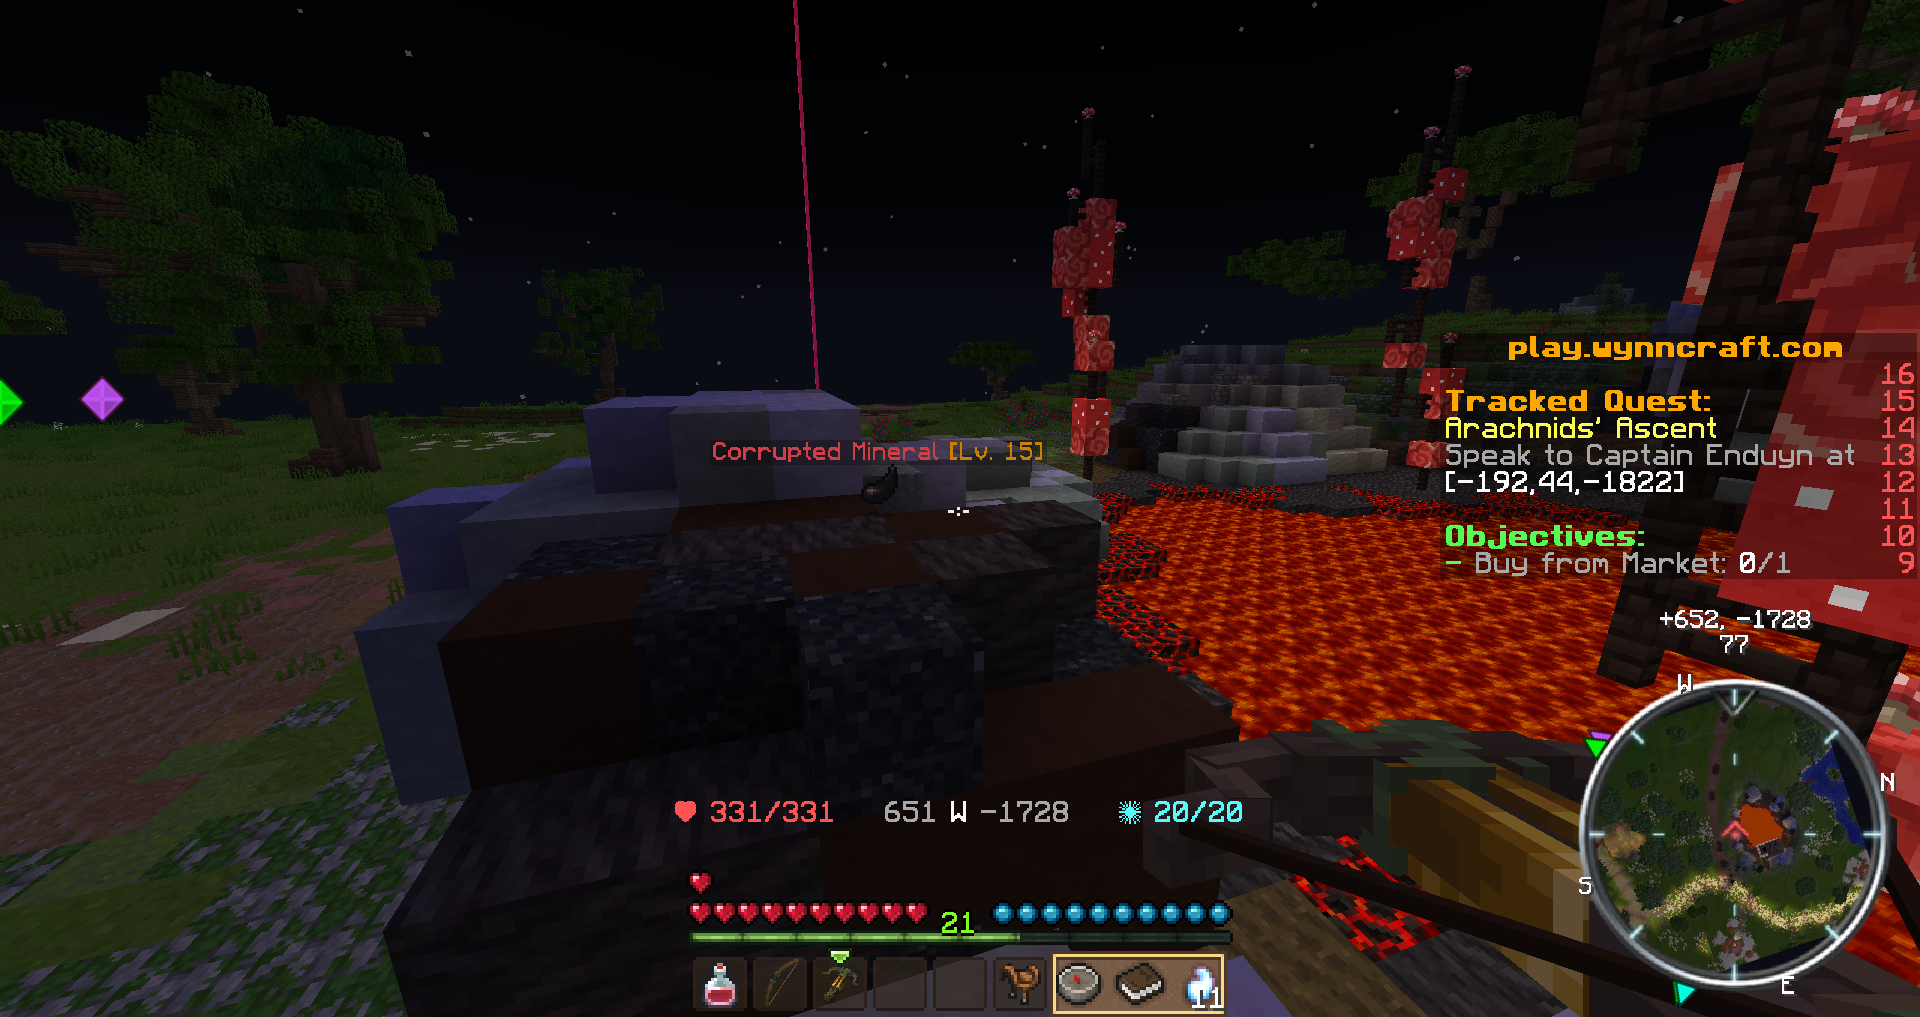 play.wynncraft.com
16
Tracked Quest: 15
Arachnids' Ascent 14
Speak to Captain Enduyn at 13
[-192,44,-1822] 12
11
Objectives: 10
- Buy from Market: 0/1 9
Corrupted Mineral [Lv. 15]
+652, -1728
77
W
N
S
E
331/331 651 W -1728 20/20
21
11